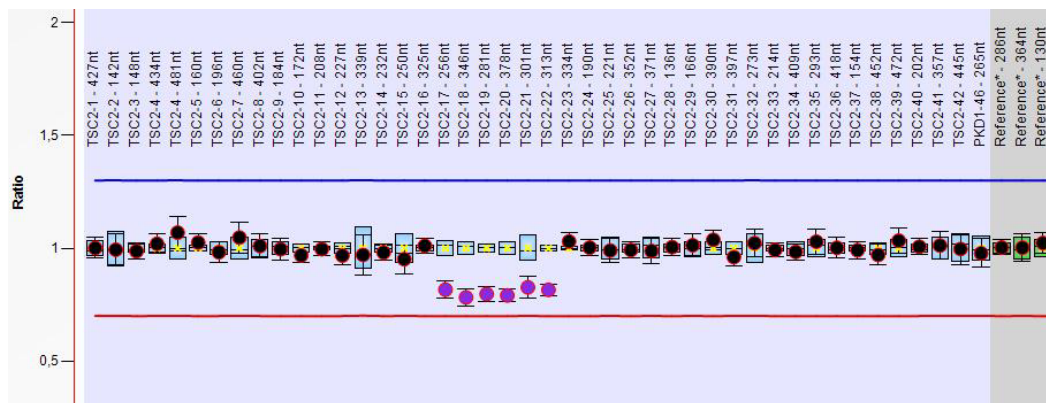 2
1,5
1
0,5
Ratio
TSC2-1 - 427nt
TSC2-2 - 142nt
TSC2-3 - 148nt
TSC2-4 - 434nt
TSC2-4 - 481nt
TSC2-5 - 160nt
TSC2-6 - 196nt
TSC2-7 - 460nt
TSC2-8 - 402nt
TSC2-9 - 184nt
TSC2-10 - 172nt
TSC2-11 - 208nt
TSC2-12 - 227nt
TSC2-13 - 339nt
TSC2-14 - 232nt
TSC2-15 - 250nt
TSC2-16 - 325nt
TSC2-17 - 256nt
TSC2-18 - 346nt
TSC2-19 - 281nt
TSC2-20 - 378nt
TSC2-21 - 301nt
TSC2-22 - 313nt
TSC2-23 - 334nt
TSC2-24 - 190nt
TSC2-25 - 221nt
TSC2-26 - 352nt
TSC2-27 - 371nt
TSC2-28 - 136nt
TSC2-29 - 166nt
TSC2-30 - 390nt
TSC2-31 - 397nt
TSC2-32 - 273nt
TSC2-33 - 214nt
TSC2-34 - 409nt
TSC2-35 - 293nt
TSC2-36 - 418nt
TSC2-37 - 154nt
TSC2-38 - 452nt
TSC2-39 - 472nt
TSC2-40 - 202nt
TSC2-41 - 357nt
TSC2-42 - 445nt
PKD1-46 - 265nt
Reference* - 286nt
Reference* - 364nt
Reference* - 130nt